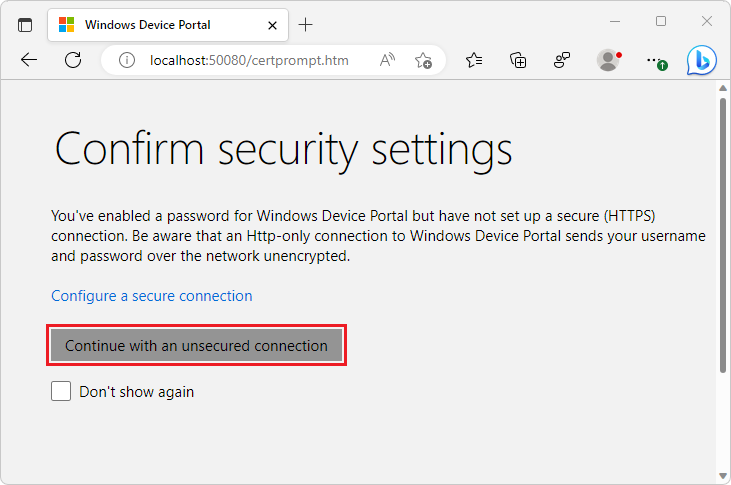 Windows Device Portal
localhost:50080/certprompt.htm
Confirm security settings
You've enabled a password for Windows Device Portal but have not set up a secure (HTTPS)
connection. Be aware that an Http-only connection to Windows Device Portal sends your username
and password over the network unencrypted.
Configure a secure connection
Continue with an unsecured connection
Don't show again